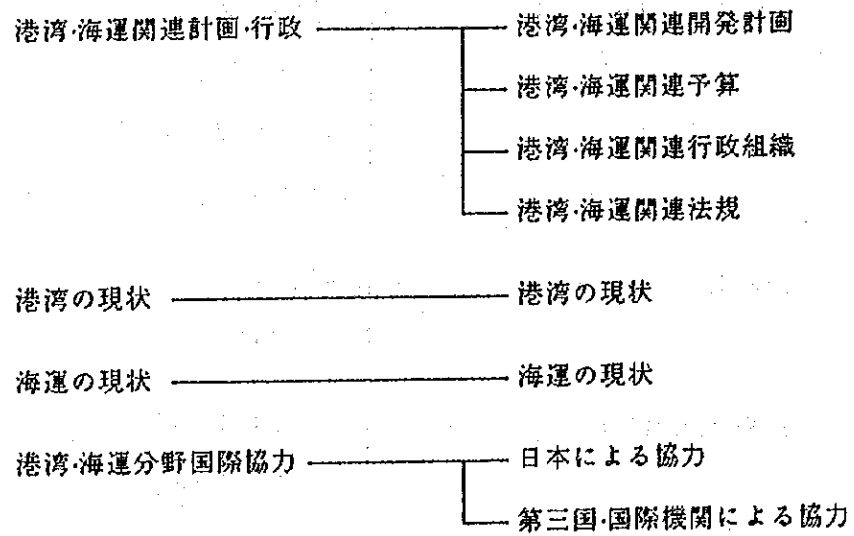 港湾·海運関連計画·行政
港湾·海運関連開発計画
港湾·海運関連予算
港湾·海運関連行政組織
港湾·海運関連法規
港湾の現状
港湾の現状
海運の現状
海運の現状
港湾·海運分野国際協力
日本による協力
第三国·国際機関による協力